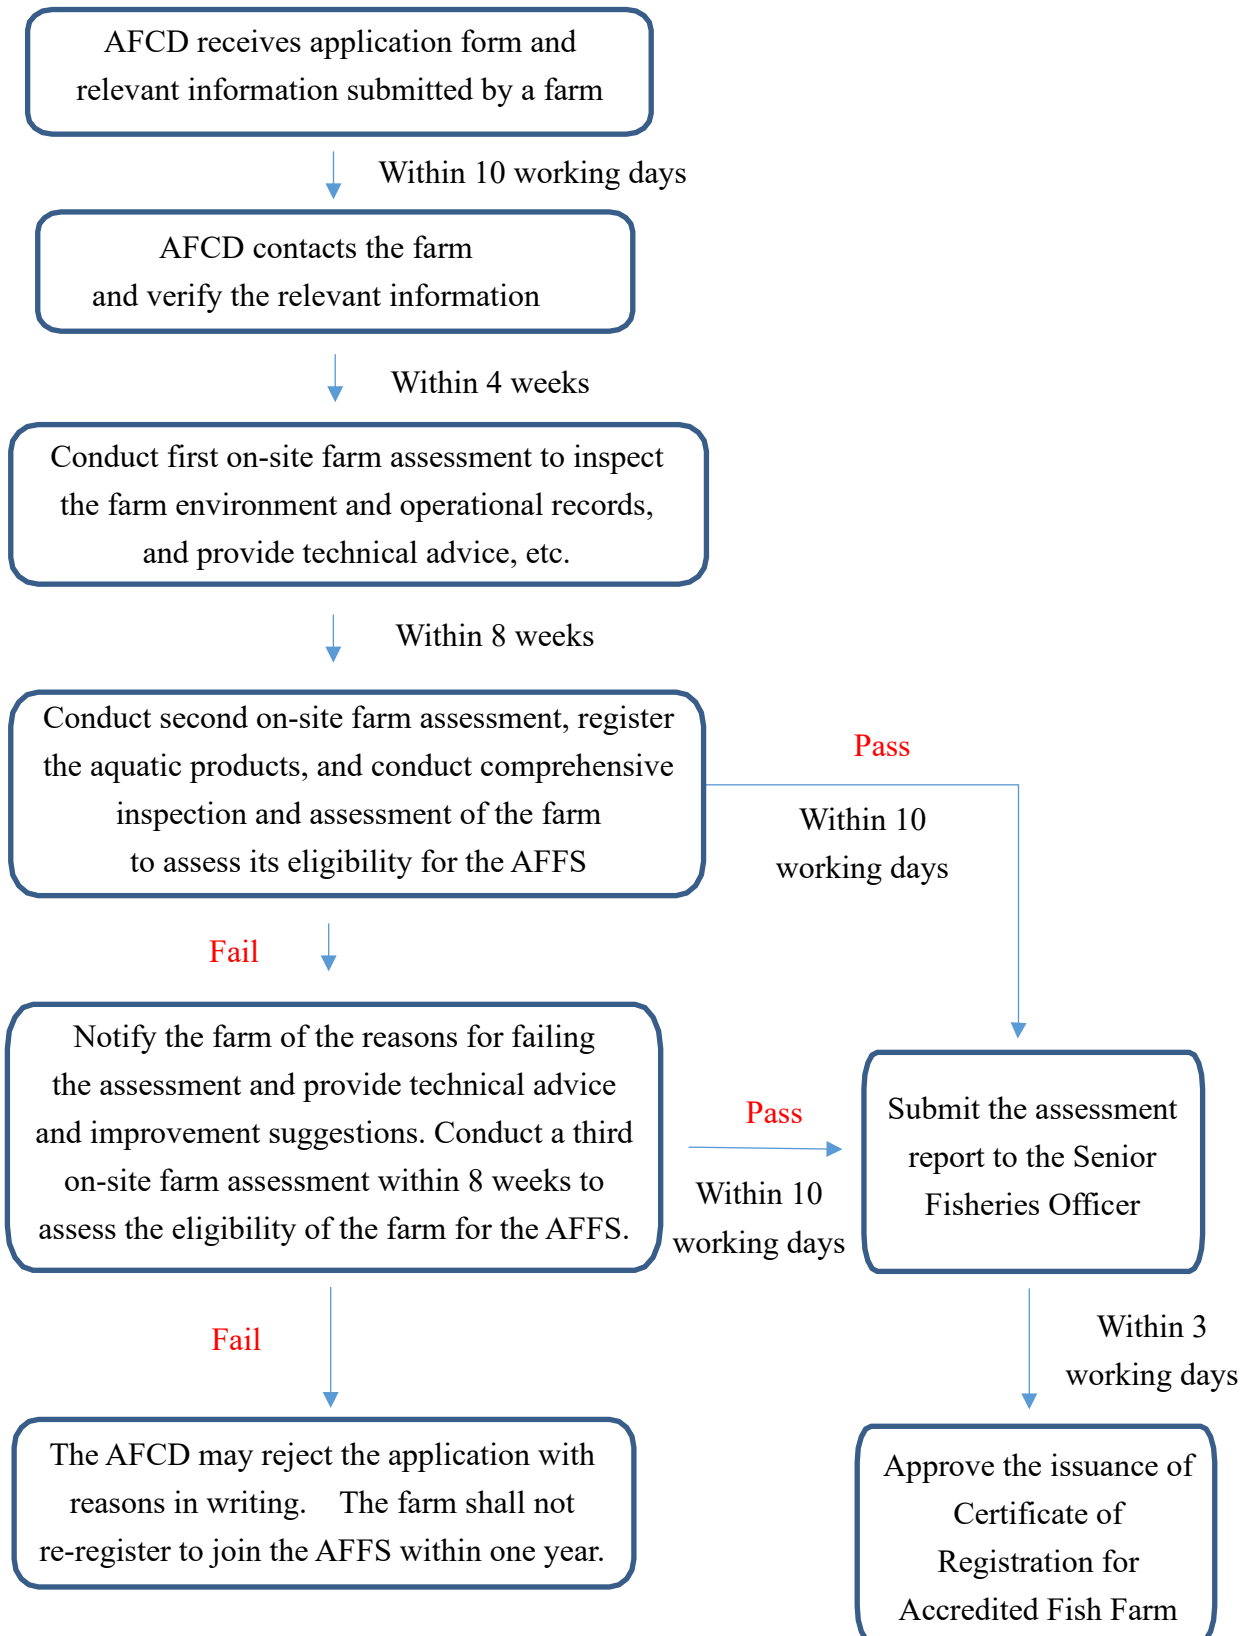 AFCD receives application form and
relevant information submitted by a farm
Within 10 working days
AFCD contacts the farm
and verify the relevant information
Within 4 weeks
Conduct first on-site farm assessment to inspect
the farm environment and operational records,
and provide technical advice, etc.
Within 8 weeks
Conduct second on-site farm assessment, register
the aquatic products, and conduct comprehensive
inspection and assessment of the farm
to assess its eligibility for the AFFS
Pass
Within 10
working days
Fail
Notify the farm of the reasons for failing
the assessment and provide technical advice
and improvement suggestions. Conduct a third
on-site farm assessment within 8 weeks to
assess the eligibility of the farm for the AFFS.
Pass
Within 10
working days
Submit the assessment
report to the Senior
Fisheries Officer
Fail
Within 3
working days
The AFCD may reject the application with
reasons in writing. The farm shall not
re-register to join the AFFS within one year.
Approve the issuance of
Certificate of
Registration for
Accredited Fish Farm